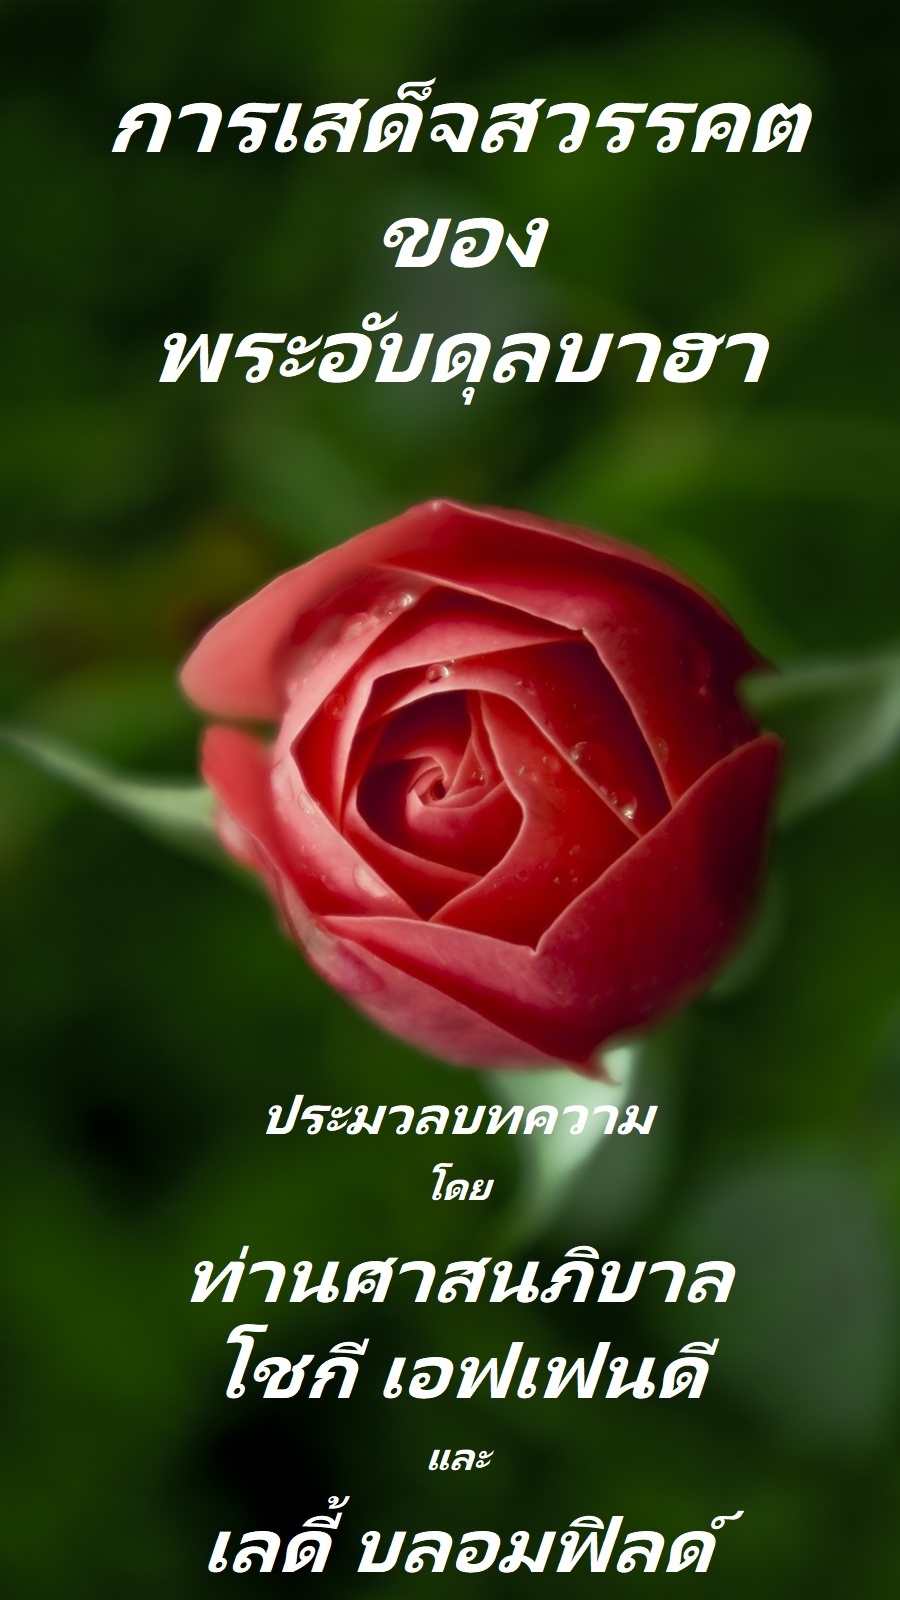 การเสด็จสวรรคต
ของ
พระอับดุลบาฮา
ประมวลบทความ
โดย
ท่านศาสนภิบาล
โชกี เอฟเฟนดี
และ
เลดี้ บลอมฟิลด์